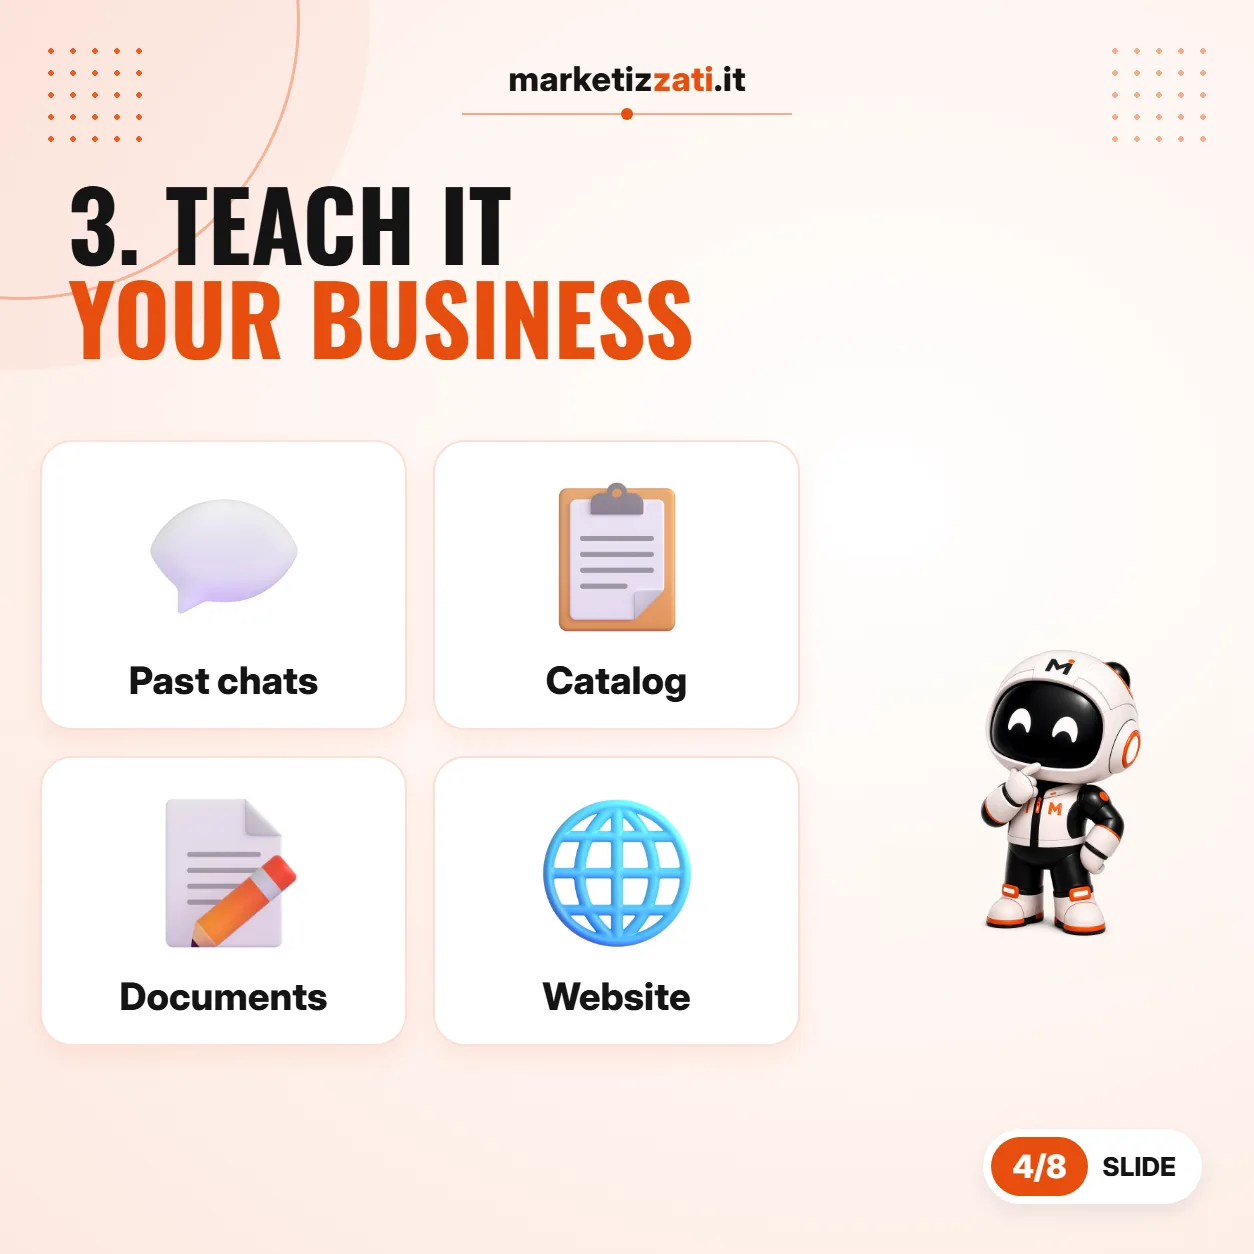 marketizzati.it
3. TEACH IT
YOUR BUSINESS
Past chats
Catalog
Documents
Website
M
M
4/8 SLIDE